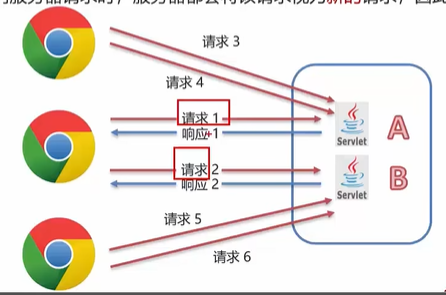 服务器请求时，服务器都会将该请求视为新的请求，因此
请求 3
请求 4
请求 1
响应 1
Servlet
A
请求 2
响应 2
Servlet
B
请求 5
请求 6